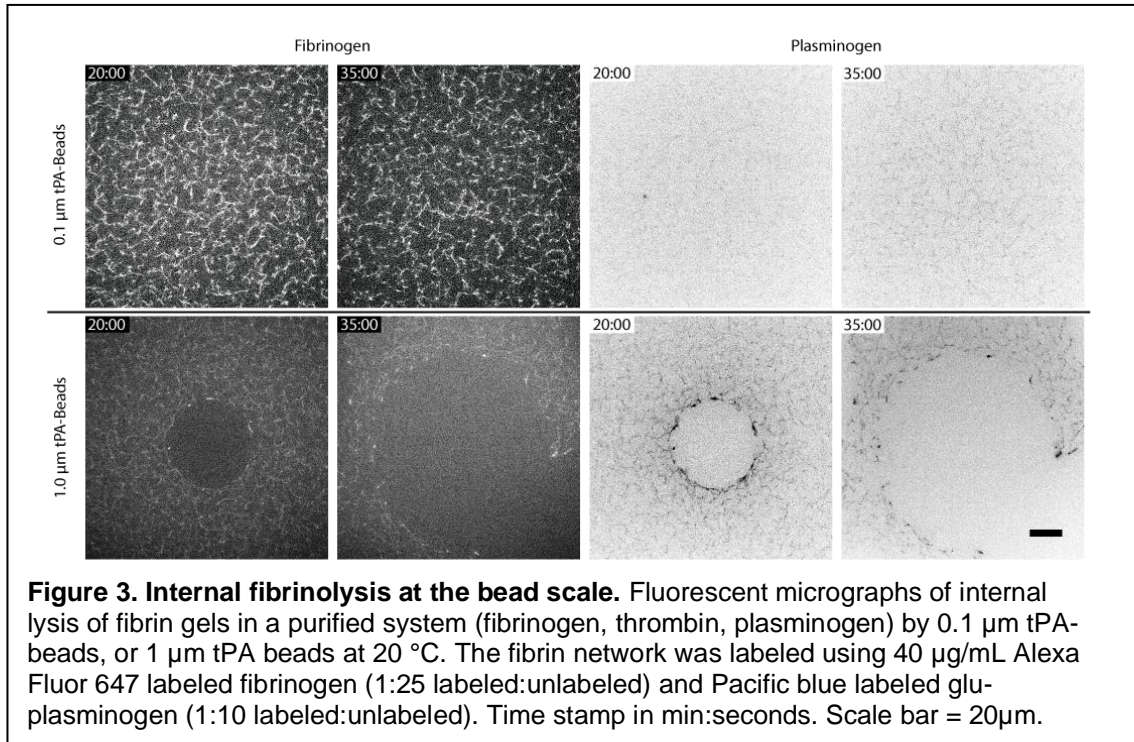 Fibrinogen
Plasminogen
0.1 µm tPA-Beads
20:00
35:00
20:00
35:00
1.0 µm tPA-Beads
20:00
35:00
20:00
35:00
Figure 3. Internal fibrinolysis at the bead scale. Fluorescent micrographs of internal
lysis of fibrin gels in a purified system (fibrinogen, thrombin, plasminogen) by 0.1 µm tPA-
beads, or 1 µm tPA beads at 20 °C. The fibrin network was labeled using 40 µg/mL Alexa
Fluor 647 labeled fibrinogen (1:25 labeled:unlabeled) and Pacific blue labeled glu-
plasminogen (1:10 labeled:unlabeled). Time stamp in min:seconds. Scale bar = 20µm.